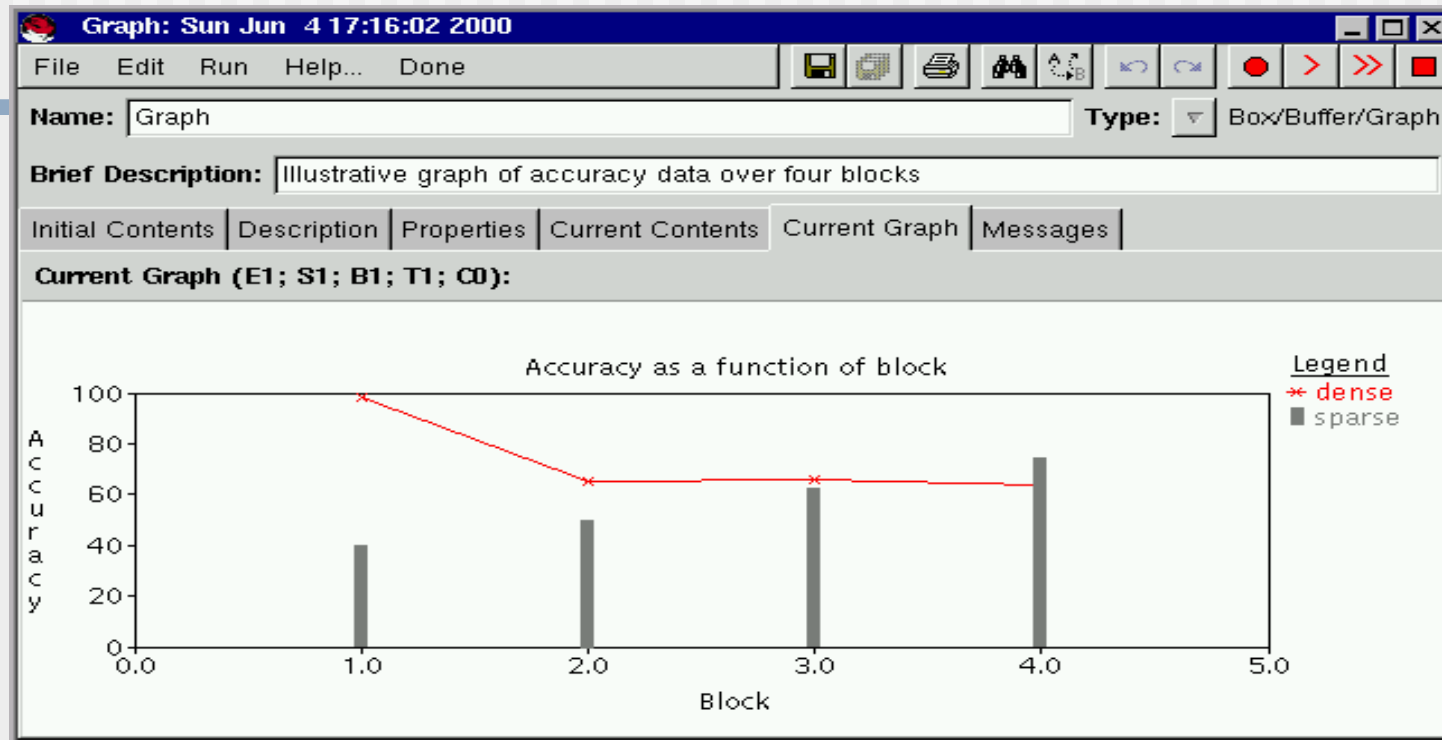 Graph: Sun Jun 4 17:16:02 2000
File Edit Run Help... Done
Name: Graph Type: Box/Buffer/Graph
Brief Description: Illustrative graph of accuracy data over four blocks
Initial Contents Description Properties Current Contents Current Graph Messages
Current Graph (E1; S1; B1; T1; C0):
Accuracy as a function of block
Legend
dense
sparse
Accuracy
100
80
60
40
20
0
0.0 1.0 2.0 3.0 4.0 5.0
Block